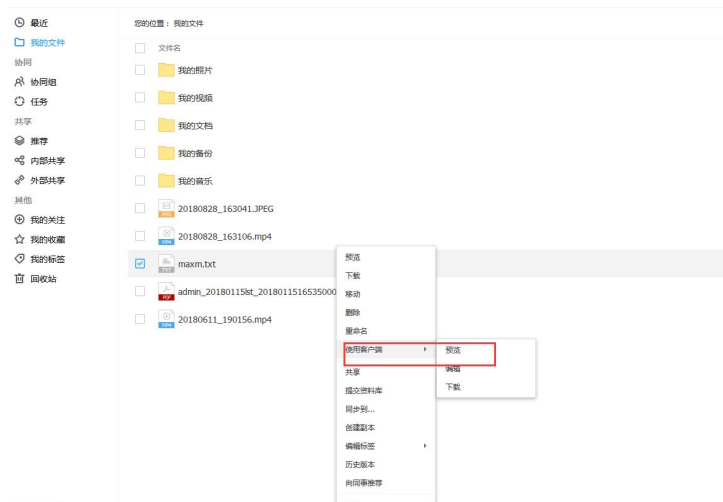 最近
我的文件
协同
协同组
任务
共享
推荐
内部共享
外部共享
其他
我的关注
我的收藏
我的标签
回收站
您的位置：我的文件
文件名
我的照片
我的视频
我的文档
我的备份
我的音乐
JPEG
20180828_163041.JPEG
MP4
20180828_163106.mp4
TXT
maxm.txt
PDF
admin_20180115lst_2018011516535000
MP4
20180611_190156.mp4
预览
下载
移动
删除
重命名
使用客户端
共享
提交资料库
同步到...
创建副本
编辑标签
历史版本
向同事推荐
预览
编辑
下载